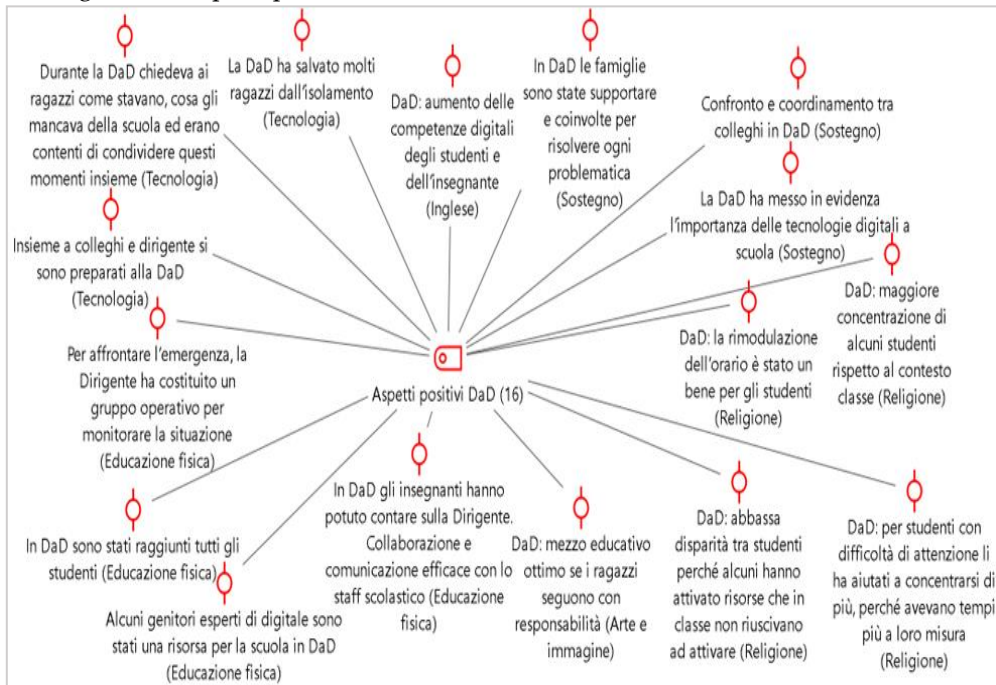 Durante la DaD chiedeva ai
ragazzi come stavano, cosa gli
mancava della scuola ed erano
contenti di condividere questi
momenti insieme (Tecnologia)
La DaD ha salvato molti
ragazzi dall'isolamento
(Tecnologia)
DaD: aumento delle
competenze digitali
degli studenti e
dell'insegnante
(Inglese)
In DaD le famiglie
sono state supportare
e coinvolte per
risolvere ogni
problematica
(Sostegno)
Confronto e coordinamento tra
colleghi in DaD (Sostegno)
La DaD ha messo in evidenza
l'importanza delle tecnologie digitali a
scuola (Sostegno)
Insieme a colleghi e dirigente si
sono preparati alla DaD
(Tecnologia)
DaD: maggiore
concentrazione di
alcuni studenti
rispetto al contesto
classe (Religione)
DaD: la rimodulazione
dell'orario è stato un
bene per gli studenti
(Religione)
Per affrontare l'emergenza, la
Dirigente ha costituito un
gruppo operativo per
monitorare la situazione
(Educazione fisica)
Aspetti positivi DaD (16)
In DaD sono stati raggiunti tutti gli
studenti (Educazione fisica)
Alcuni genitori esperti di digitale sono
stati una risorsa per la scuola in DaD
(Educazione fisica)
In DaD gli insegnanti hanno
potuto contare sulla Dirigente.
Collaborazione e
comunicazione efficace con lo
staff scolastico (Educazione
fisica)
DaD: mezzo educativo
ottimo se i ragazzi
seguono con
responsabilità (Arte e
immagine)
DaD: abbassa
disparità tra studenti
perché alcuni hanno
attivato risorse che in
classe non riuscivano
ad attivare (Religione)
DaD: per studenti con
difficoltà di attenzione li
ha aiutati a concentrarsi di
più, perché avevano tempi
più a loro misura
(Religione)